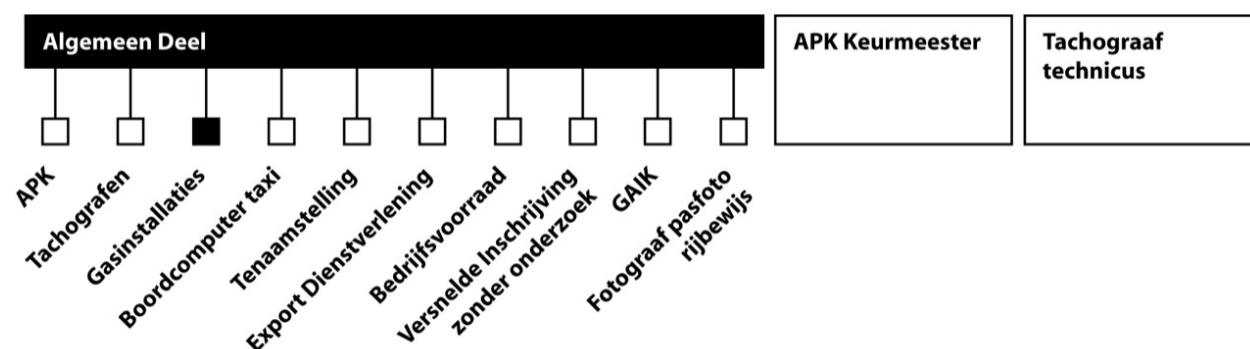 Algemeen Deel
APK Keurmeester
Tachograaf
technicus
APK
Tachografen
Gasinstallaties
Boordcomputer taxi
Tenaamstelling
Export Dienstverlening
Bedrijfsvoorraad
Versnelde Inschrijving
zonder onderzoek
GAIK
Fotograaf pasfoto
rijbewijs